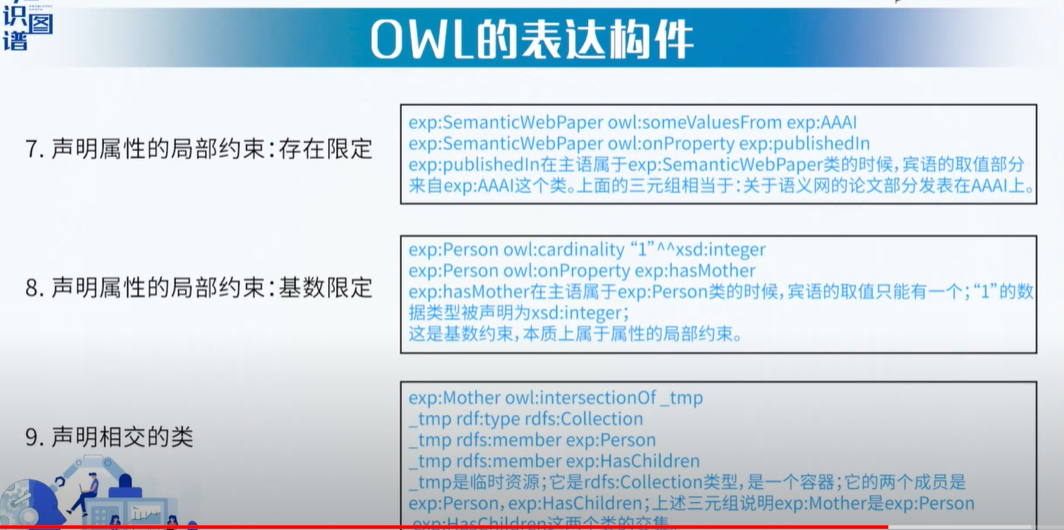 识图
谱
OWL的表达构件
7. 声明属性的局部约束：存在限定
exp:SemanticWebPaper owl:someValuesFrom exp:AAAI
exp:SemanticWebPaper owl:onProperty exp:publishedIn
exp:publishedIn在主语属于exp:SemanticWebPaper类的时候，宾语的取值部分
来自exp:AAAI这个类。上面的三元组相当于：关于语义网的论文部分发表在AAAI上。
8. 声明属性的局部约束：基数限定
exp:Person owl:cardinality “1”^^xsd:integer
exp:Person owl:onProperty exp:hasMother
exp:hasMother在主语属于exp:Person类的时候，宾语的取值只能有一个；“1”的数
据类型被声明为xsd:integer；
这是基数约束，本质上属于属性的局部约束。
9. 声明相交的类
exp:Mother owl:intersectionOf _tmp
_tmp rdf:type rdfs:Collection
_tmp rdfs:member exp:Person
_tmp rdfs:member exp:HasChildren
_tmp是临时资源；它是rdfs:Collection类型，是一个容器；它的两个成员是
exp:Person, exp:HasChildren；上述三元组说明exp:Mother是exp:Person
exp:HasChildren这两个类的交集